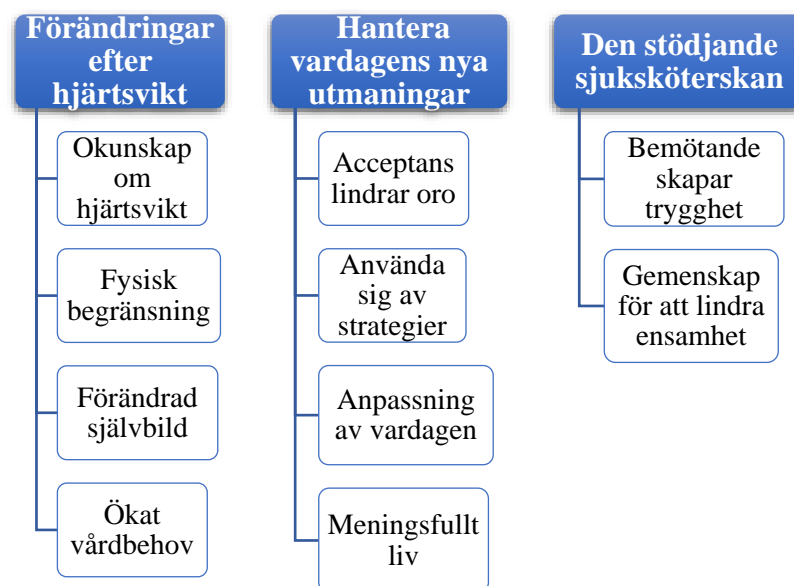 Förändringar
efter
hjärtsvikt
Okunskap
om
hjärtsvikt
Fysisk
begränsning
Förändrad
självbild
Ökat
vårdbehov
Hantera
vardagens nya
utmaningar
Acceptans
lindrar oro
Använda
sig av
strategier
Anpassning
av vardagen
Meningsfullt
liv
Den stödjande
sjuksköterskan
Bemötande
skapar
trygghet
Gemenskap
för att lindra
ensamhet